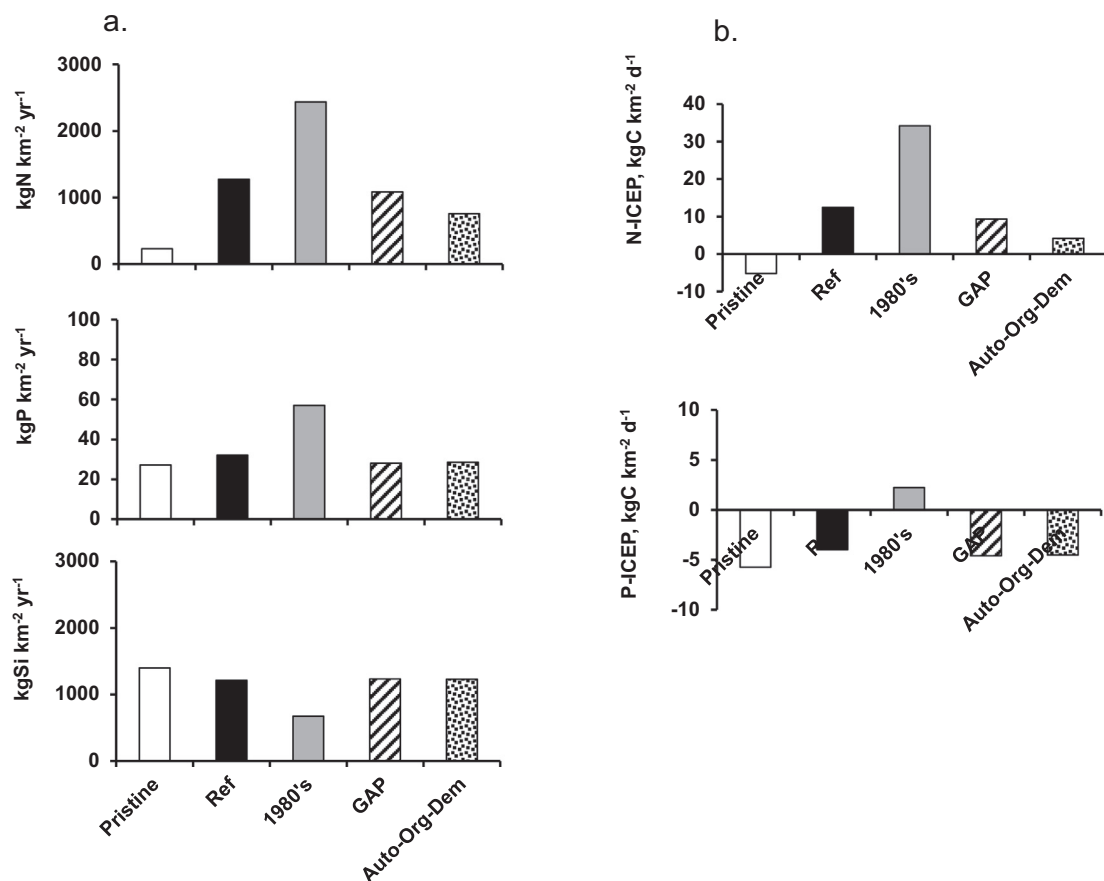 a.
3000
2000
1000
0
kgN km⁻² yr⁻¹
100
80
60
40
20
0
kgP km⁻² yr⁻¹
3000
2000
1000
0
kgSi km⁻² yr⁻¹
Pristine
Ref
1980's
GAP
Auto-Org-Dem
b.
40
30
20
10
0
-10
N-ICEP, kgC km⁻² d⁻¹
Pristine
Ref
1980's
GAP
Auto-Org-Dem
10
5
0
-5
-10
P-ICEP, kgC km⁻² d⁻¹
Pristine
1980's
GAP
Auto-Org-Dem